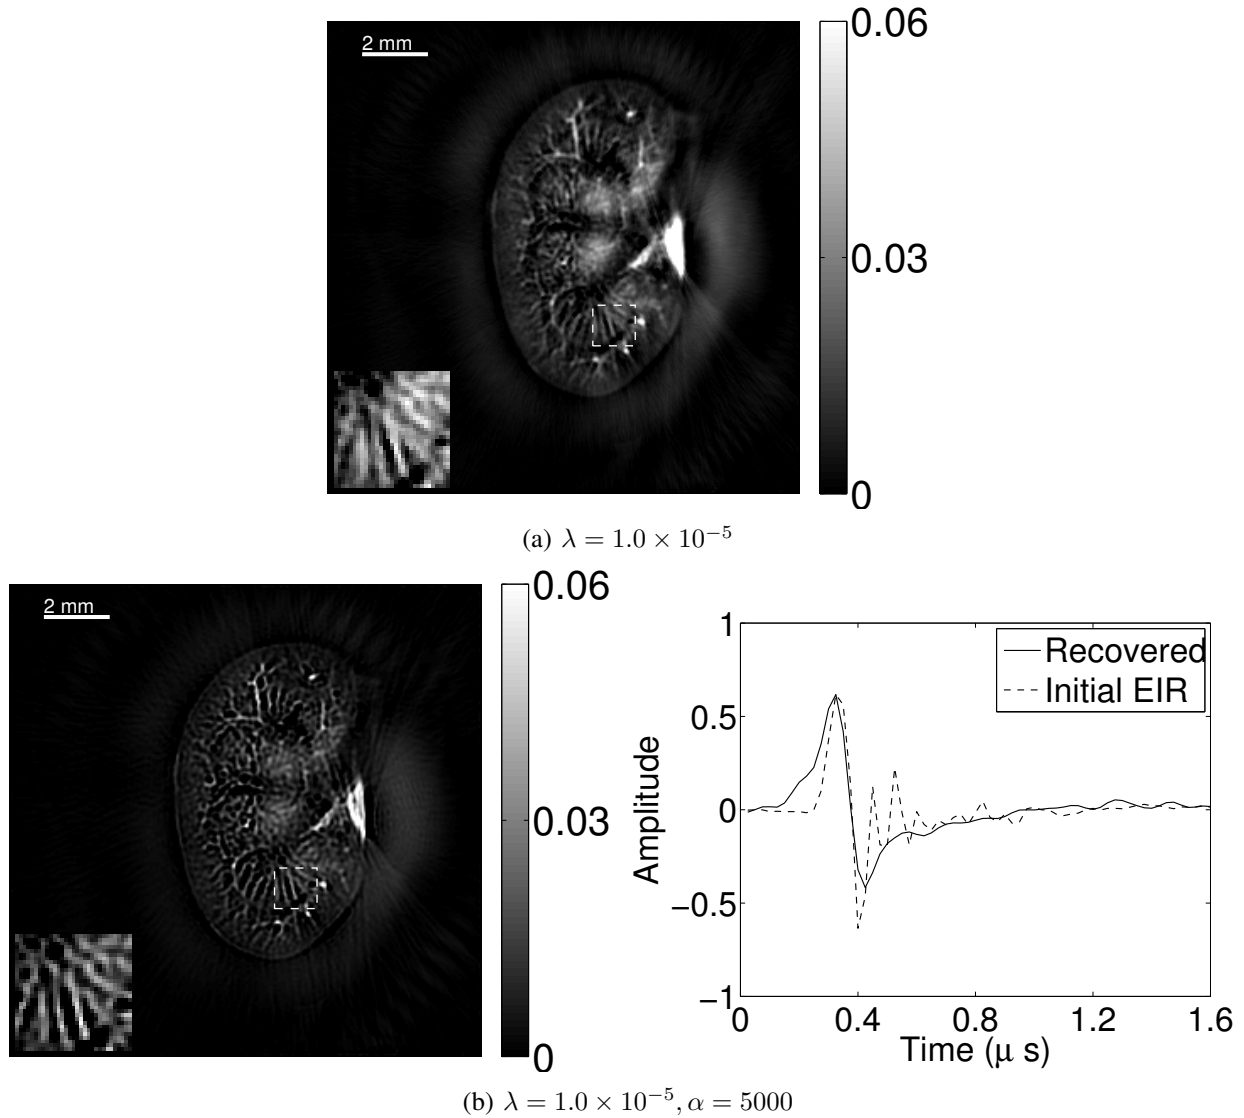 2 mm
0.06
0.03
0
(a) λ = 1.0 × 10⁻⁵
2 mm
0.06
0.03
0
1
0.5
0
−0.5
−1
Amplitude
Recovered
Initial EIR
0 0.4 0.8 1.2 1.6
Time (μ s)
(b) λ = 1.0 × 10⁻⁵, α = 5000